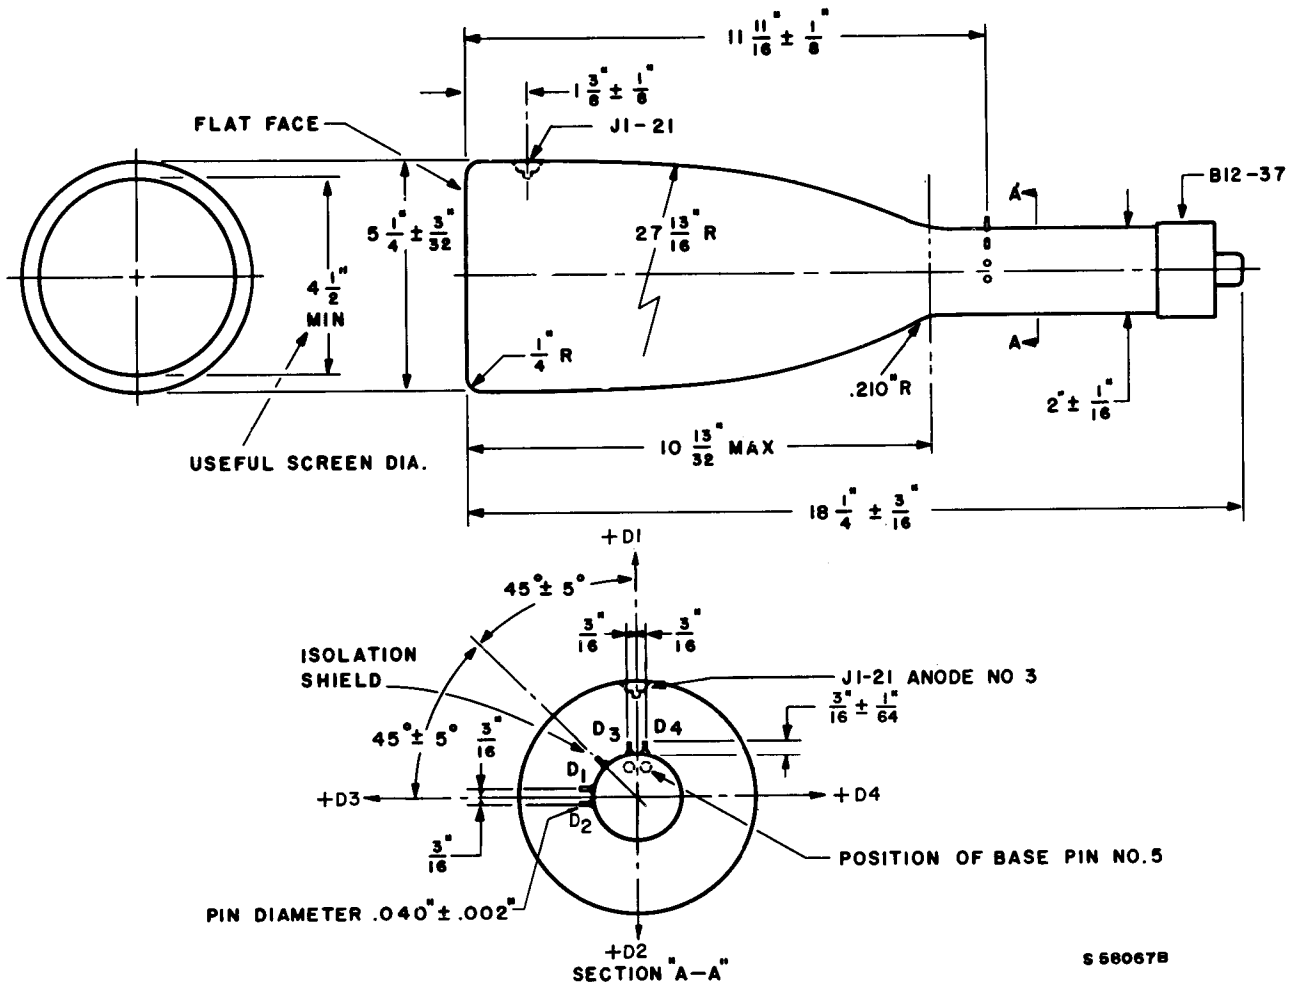 11 11/16" ± 1/8"
1 3/8" ± 1/8"
FLAT FACE
J1-21
B12-37
A
5 1/4" ± 3/32"
27 13/16" R
4 1/2"
MIN
1/4" R
A
.210"R
2" ± 1/16"
10 13/32" MAX
USEFUL SCREEN DIA.
18 1/4" ± 3/16"
+D1
45° ± 5°
3/16"
3/16"
ISOLATION
SHIELD
J1-21 ANODE NO 3
3/16" ± 1/64"
D3
D4
45° ± 5°
3/16"
D1
+D3
+D4
D2
3/16"
POSITION OF BASE PIN NO.5
PIN DIAMETER .040" ± .002"
+D2
SECTION "A-A"
S58067B